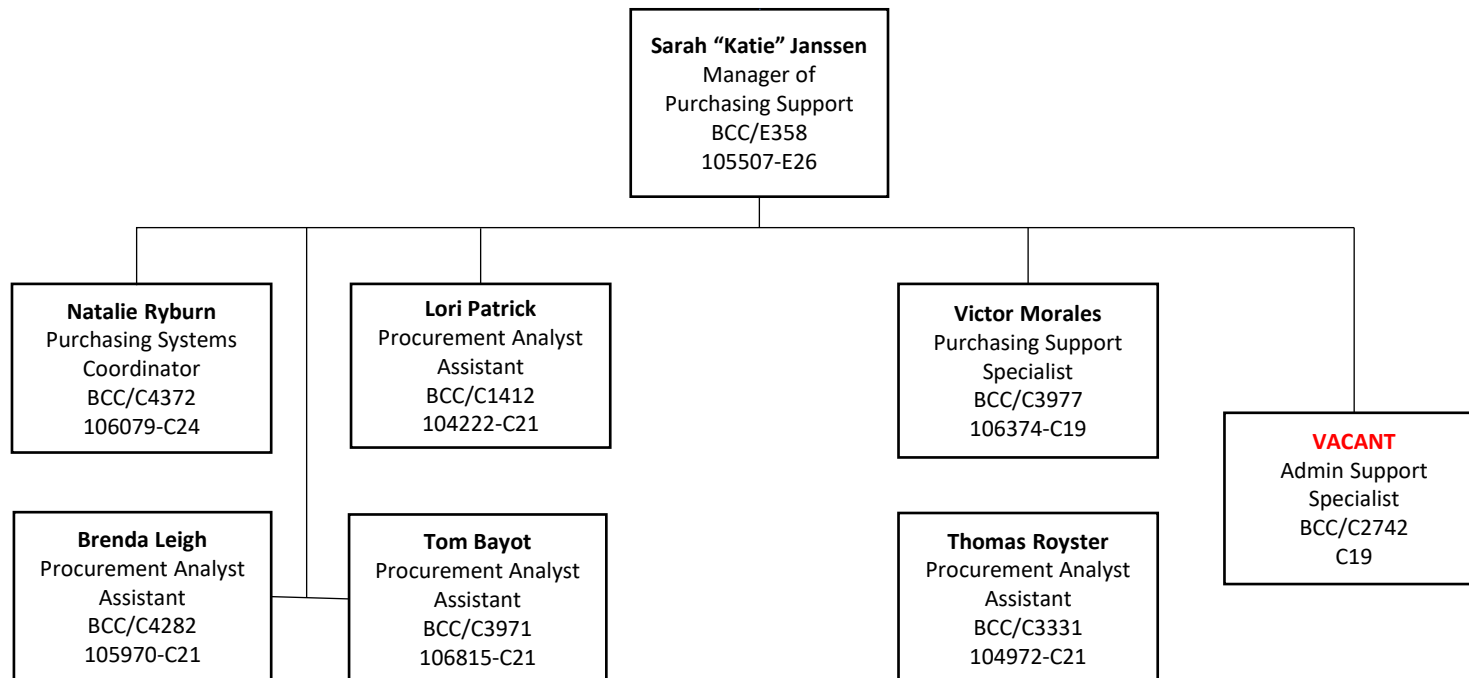 Sarah “Katie” Janssen
Manager of
Purchasing Support
BCC/E358
105507-E26
Natalie Ryburn
Purchasing Systems
Coordinator
BCC/C4372
106079-C24
Lori Patrick
Procurement Analyst
Assistant
BCC/C1412
104222-C21
Victor Morales
Purchasing Support
Specialist
BCC/C3977
106374-C19
VACANT
Admin Support
Specialist
BCC/C2742
C19
Brenda Leigh
Procurement Analyst
Assistant
BCC/C4282
105970-C21
Tom Bayot
Procurement Analyst
Assistant
BCC/C3971
106815-C21
Thomas Royster
Procurement Analyst
Assistant
BCC/C3331
104972-C21